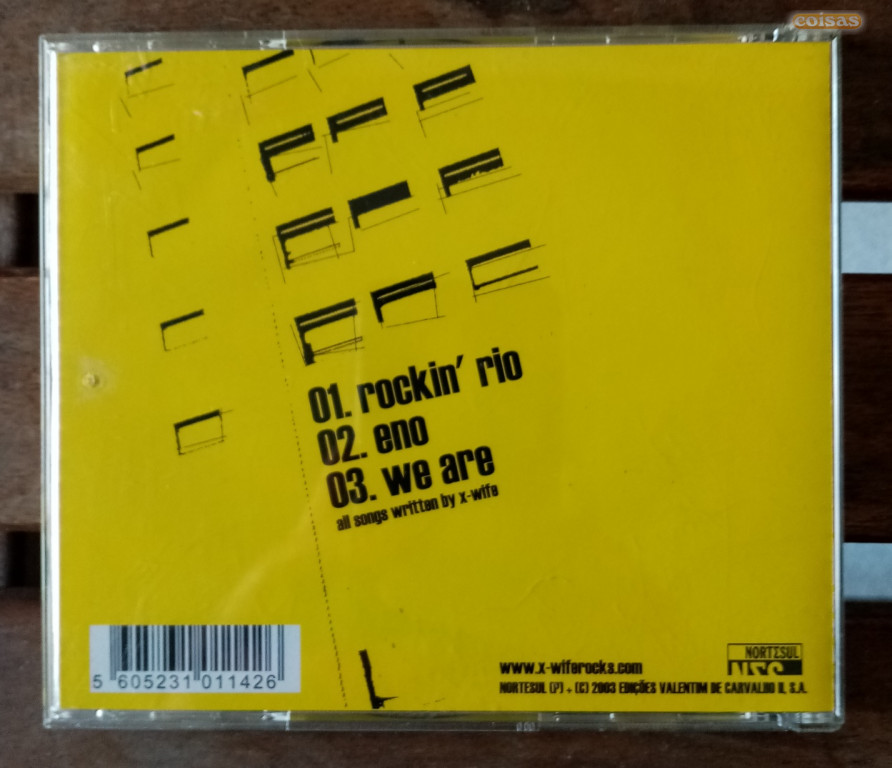 coisas
01. rockin' rio
02. eno
03. we are
all songs written by x-wife
5 605231 011426
www.x-wiferocks.com
NORTESUL
NORTESUL (P) + (C) 2003 EDIÇÕES VALENTIM DE CARVALHO II, S.A.